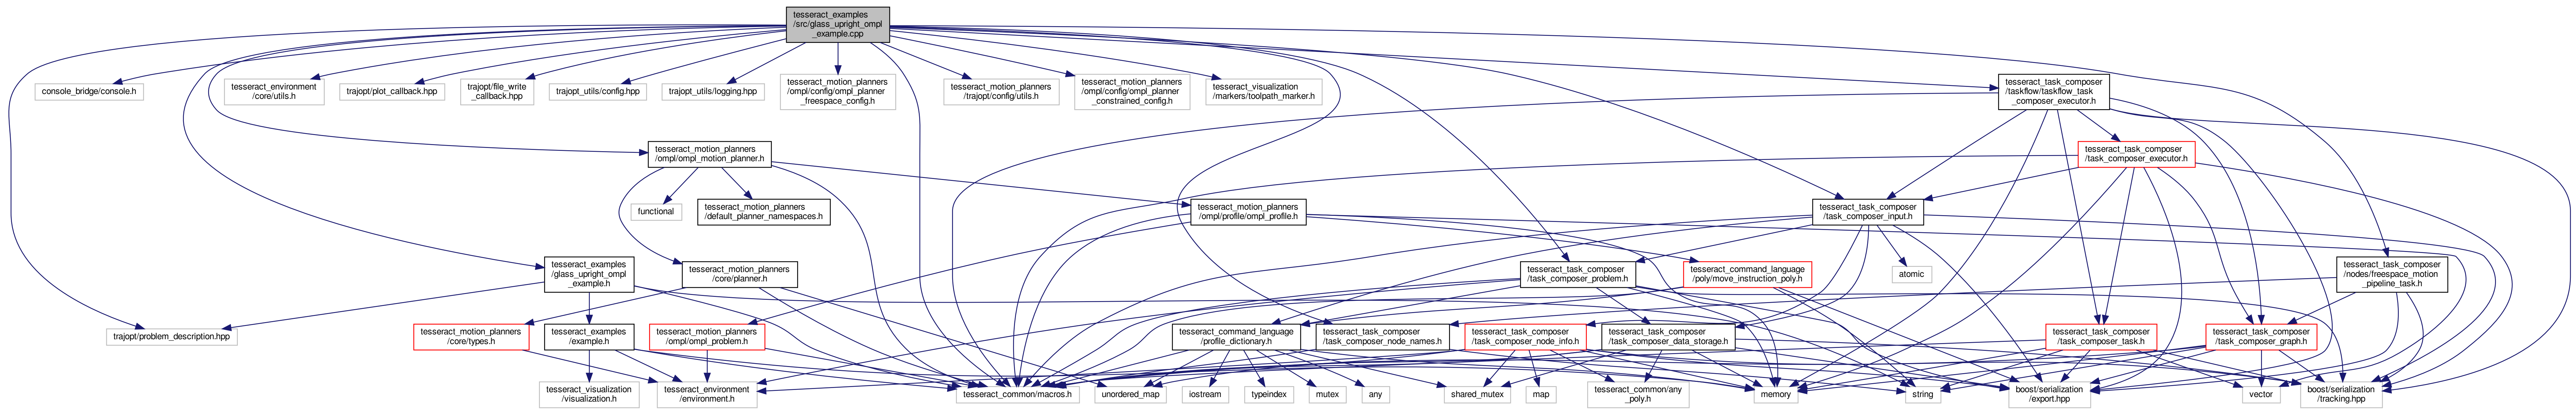 tesseract_examples
/src/glass_upright_ompl
_example.cpp
console_bridge/console.h
tesseract_environment
/core/utils.h
trajopt/plot_callback.hpp
trajopt/file_write
_callback.hpp
trajopt_utils/config.hpp
trajopt_utils/logging.hpp
tesseract_motion_planners
/ompl/config/ompl_planner
_freespace_config.h
tesseract_motion_planners
/trajopt/config/utils.h
tesseract_motion_planners
/ompl/config/ompl_planner
_constrained_config.h
tesseract_visualization
/markers/toolpath_marker.h
tesseract_task_composer
/taskflow/taskflow_task
_composer_executor.h
tesseract_motion_planners
/ompl/ompl_motion_planner.h
tesseract_task_composer
/task_composer_executor.h
functional
tesseract_motion_planners
/default_planner_namespaces.h
tesseract_motion_planners
/ompl/profile/ompl_profile.h
tesseract_task_composer
/task_composer_input.h
tesseract_examples
/glass_upright_ompl
_example.h
tesseract_motion_planners
/core/planner.h
tesseract_task_composer
/task_composer_problem.h
tesseract_command_language
/poly/move_instruction_poly.h
atomic
tesseract_task_composer
/nodes/freespace_motion
_pipeline_task.h
trajopt/problem_description.hpp
tesseract_motion_planners
/core/types.h
tesseract_examples
/example.h
tesseract_motion_planners
/ompl/ompl_problem.h
tesseract_command_language
/profile_dictionary.h
tesseract_task_composer
/task_composer_node_names.h
tesseract_task_composer
/task_composer_node_info.h
tesseract_task_composer
/task_composer_data_storage.h
tesseract_task_composer
/task_composer_task.h
tesseract_task_composer
/task_composer_graph.h
tesseract_visualization
/visualization.h
tesseract_environment
/environment.h
tesseract_common/macros.h
unordered_map
iostream
typeindex
mutex
any
shared_mutex
map
tesseract_common/any
_poly.h
memory
string
boost/serialization
/export.hpp
vector
boost/serialization
/tracking.hpp